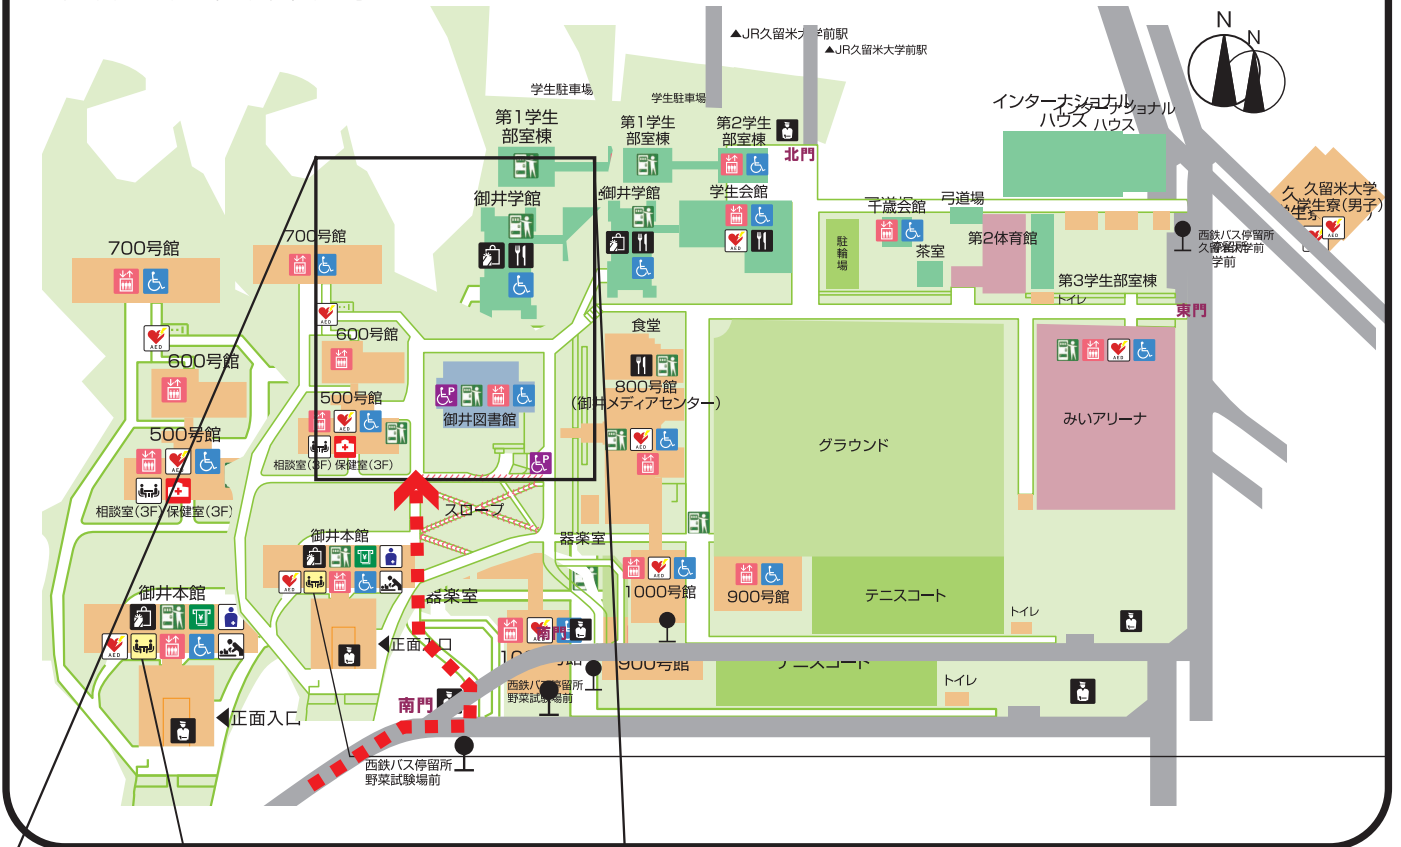 ▲JR久留米大学前駅
▲JR久留米大学前駅
N
N
学生駐車場
学生駐車場
インターナショナル
ハウス
インターナショナル
ハウス
第1学生
部室棟
第1学生
部室棟
第2学生
部室棟
北門
久留米大学
学生寮(男子)
御井学館
御井学館
学生会館
千歳会館
弓道場
駐輪場
茶室
第2体育館
西鉄バス停留所
第3学生部室棟
トイレ
東門
700号館
700号館
AED
AED
600号館
600号館
食堂
800号館
(御井メディアセンター)
P
御井図書館
500号館
500号館
AED
AED
AED
AED
相談室(3F) 保健室(3F)
相談室(3F) 保健室(3F)
P
グラウンド
みいアリーナ
スロープ
御井本館
御井本館
器楽室
器楽室
AED
AED
AED
1000号館
900号館
テニスコート
トイレ
正面入口
正面入口
南門
南門
900号館
テニスコート
トイレ
西鉄バス停留所
野菜試験場前
西鉄バス停留所
野菜試験場前